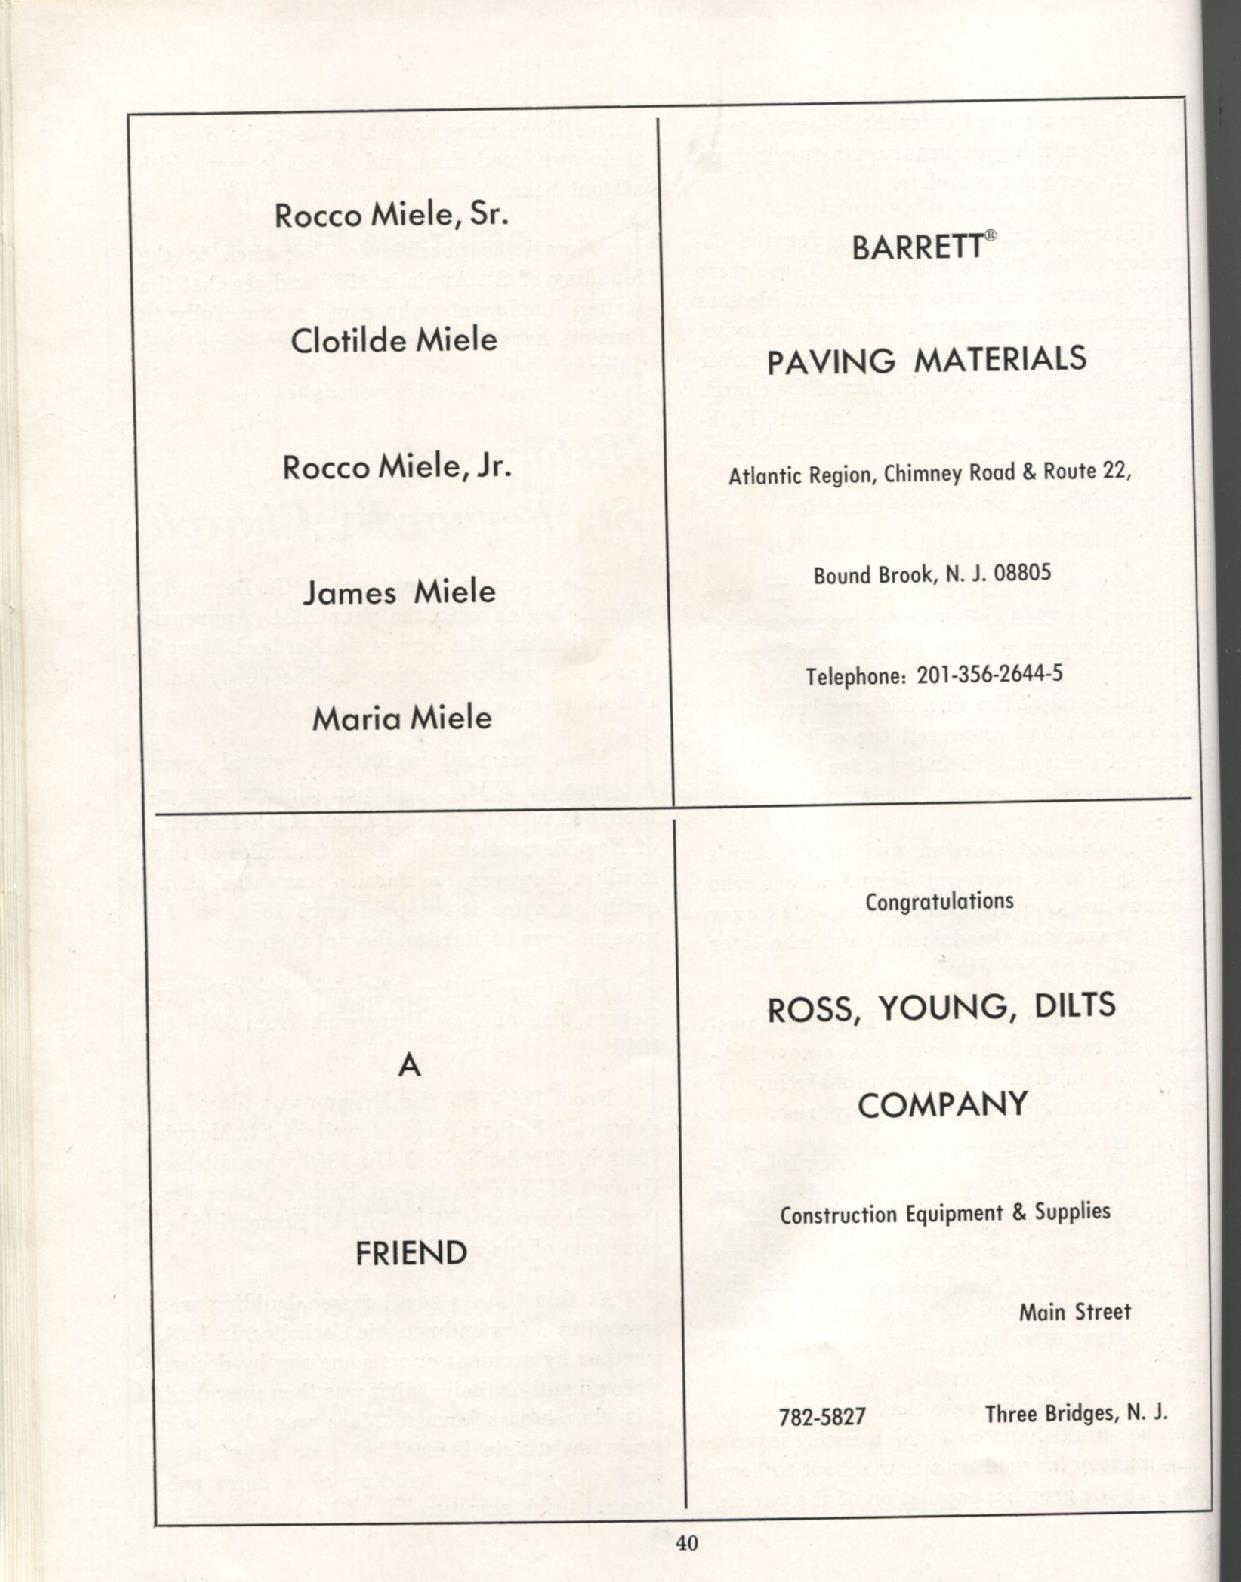 Rocco Miele, Sr.
Clotilde Miele
Rocco Miele, Jr.
James Miele
Maria Miele
BARRETT®
PAVING MATERIALS
Atlantic Region, Chimney Road & Route 22,
Bound Brook, N. J. 08805
Telephone: 201-356-2644-5
A
FRIEND
Congratulations
ROSS, YOUNG, DILTS
COMPANY
Construction Equipment & Supplies
Main Street
782-5827 Three Bridges, N. J.
40